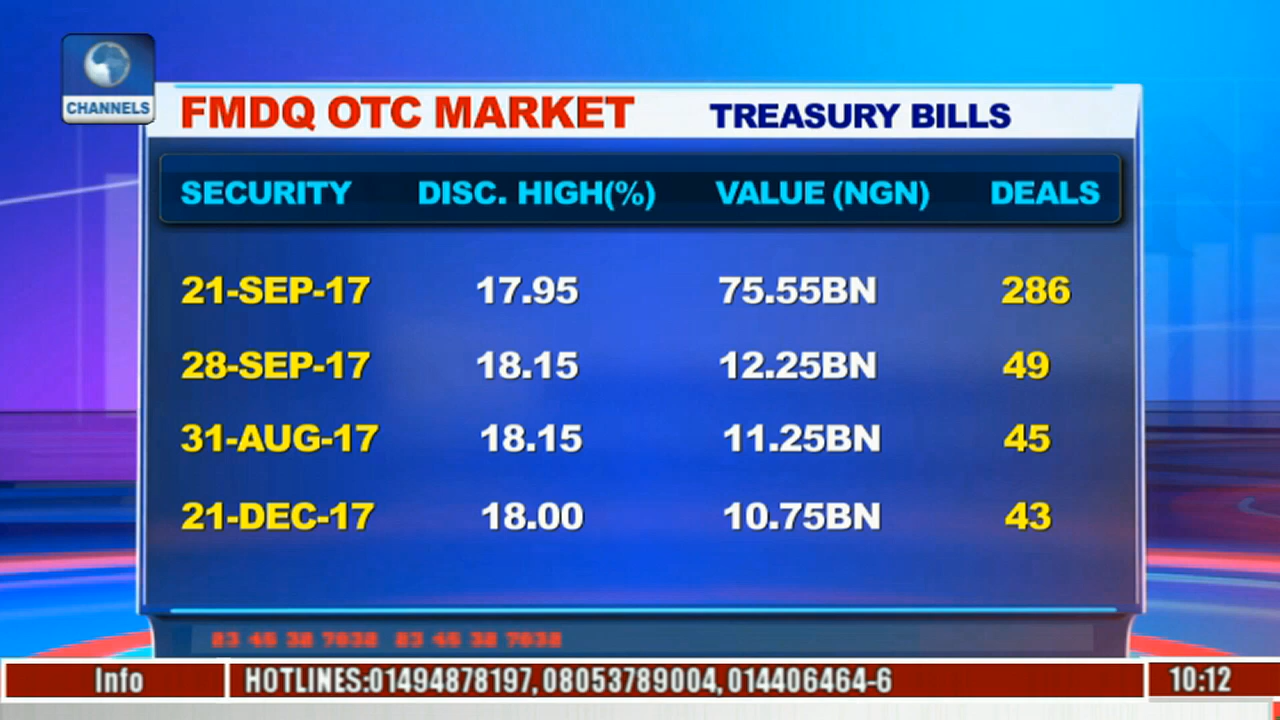 CHANNELS
FMDQ OTC MARKET TREASURY BILLS
SECURITY DISC. HIGH(%) VALUE (NGN) DEALS
21-SEP-17 17.95 75.55BN 286
28-SEP-17 18.15 12.25BN 49
31-AUG-17 18.15 11.25BN 45
21-DEC-17 18.00 10.75BN 43
Info HOTLINES:01494878197, 08053789004, 014406464-6 10:12